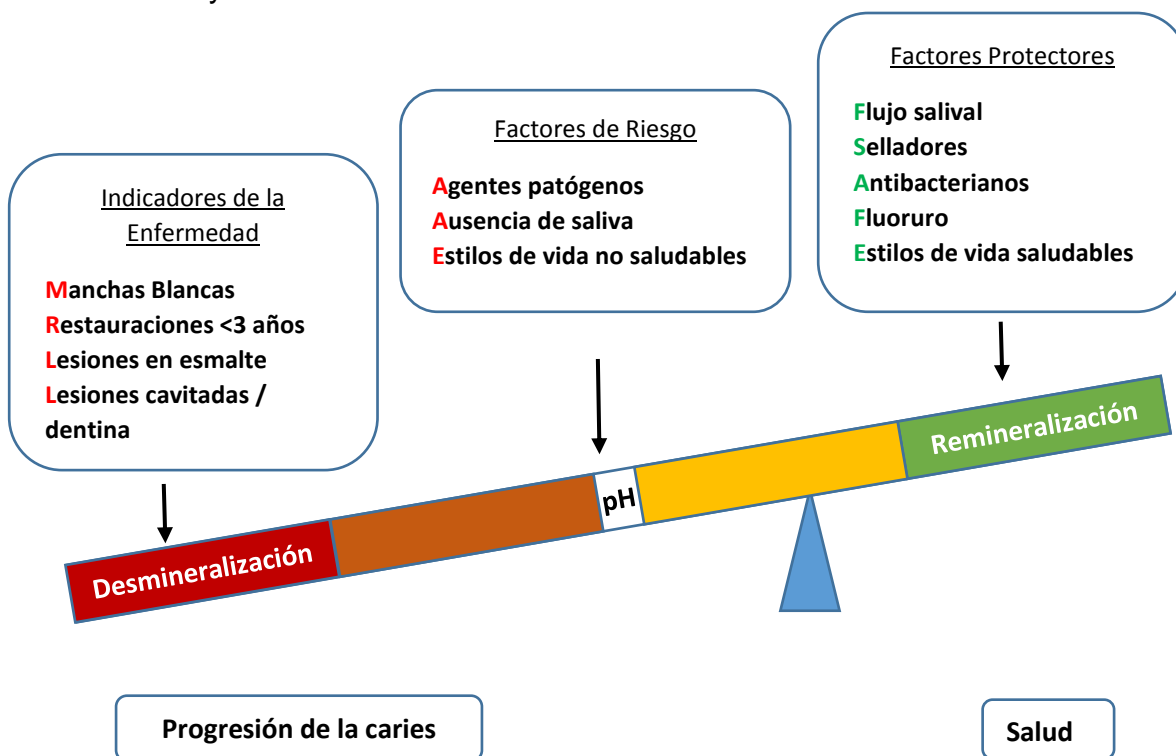 y
Indicadores de la
Enfermedad
Manchas Blancas
Restauraciones <3 años
Lesiones en esmalte
Lesiones cavitadas /
dentina
Factores de Riesgo
Agentes patógenos
Ausencia de saliva
Estilos de vida no saludables
Factores Protectores
Flujo salival
Selladores
Antibacterianos
Fluoruro
Estilos de vida saludables
Desmineralización
pH
Remineralización
Progresión de la caries
Salud